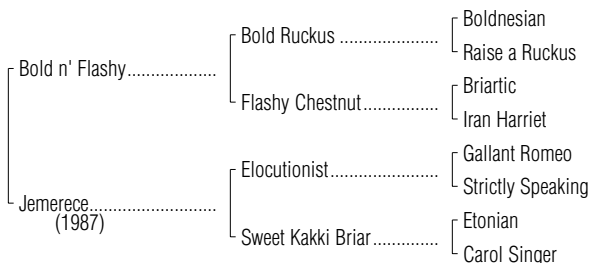 Boldnesian
Bold Ruckus ....................
Raise a Ruckus
Bold n' Flashy..................
Briartic
Flashy Chestnut...............
Iran Harriet
Gallant Romeo
Elocutionist......................
Strictly Speaking
Jemerece.........................
(1987)
Etonian
Sweet Kakki Briar.............
Carol Singer